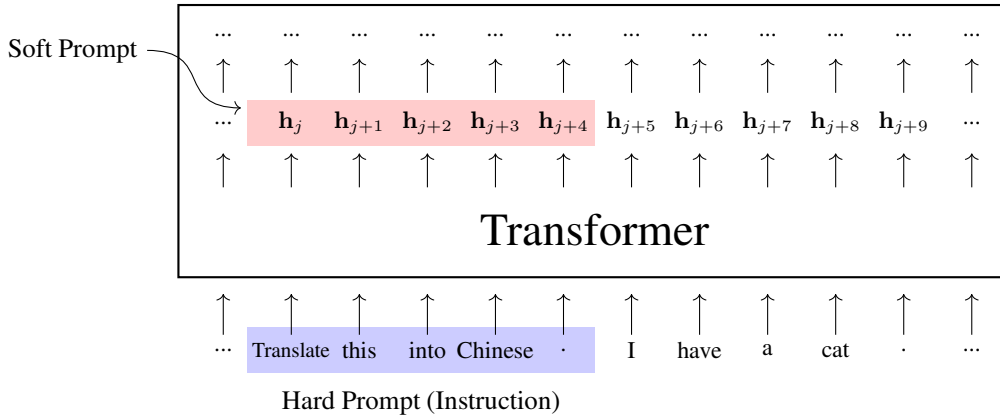 ... ... ... ... ... ... ... ... ... ... ... ...
Soft Prompt
... h_j h_{j+1} h_{j+2} h_{j+3} h_{j+4} h_{j+5} h_{j+6} h_{j+7} h_{j+8} h_{j+9} ...
Transformer
... Translate this into Chinese . I have a cat . ...
Hard Prompt (Instruction)